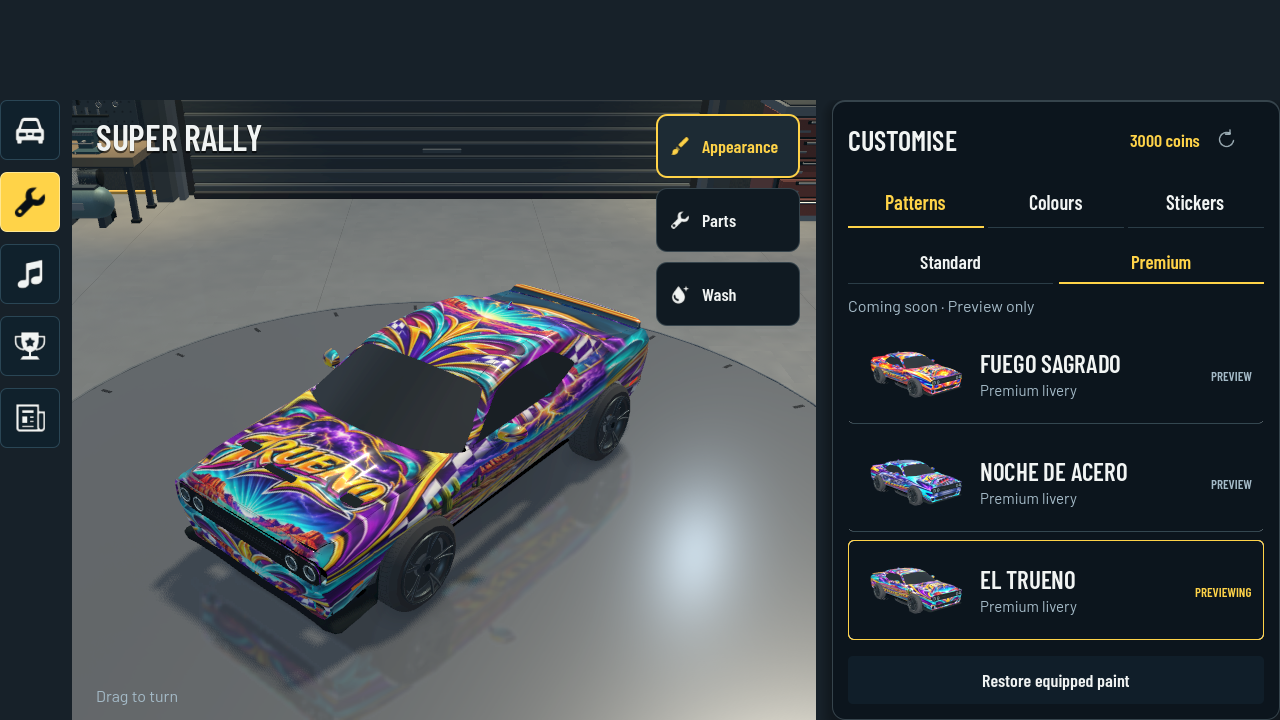 SUPER RALLY
Appearance
Parts
Wash
Drag to turn
CUSTOMISE
3000 coins
Patterns
Colours
Stickers
Standard
Premium
Coming soon · Preview only
FUEGO SAGRADO
Premium livery
PREVIEW
NOCHE DE ACERO
Premium livery
PREVIEW
EL TRUENO
Premium livery
PREVIEWING
Restore equipped paint